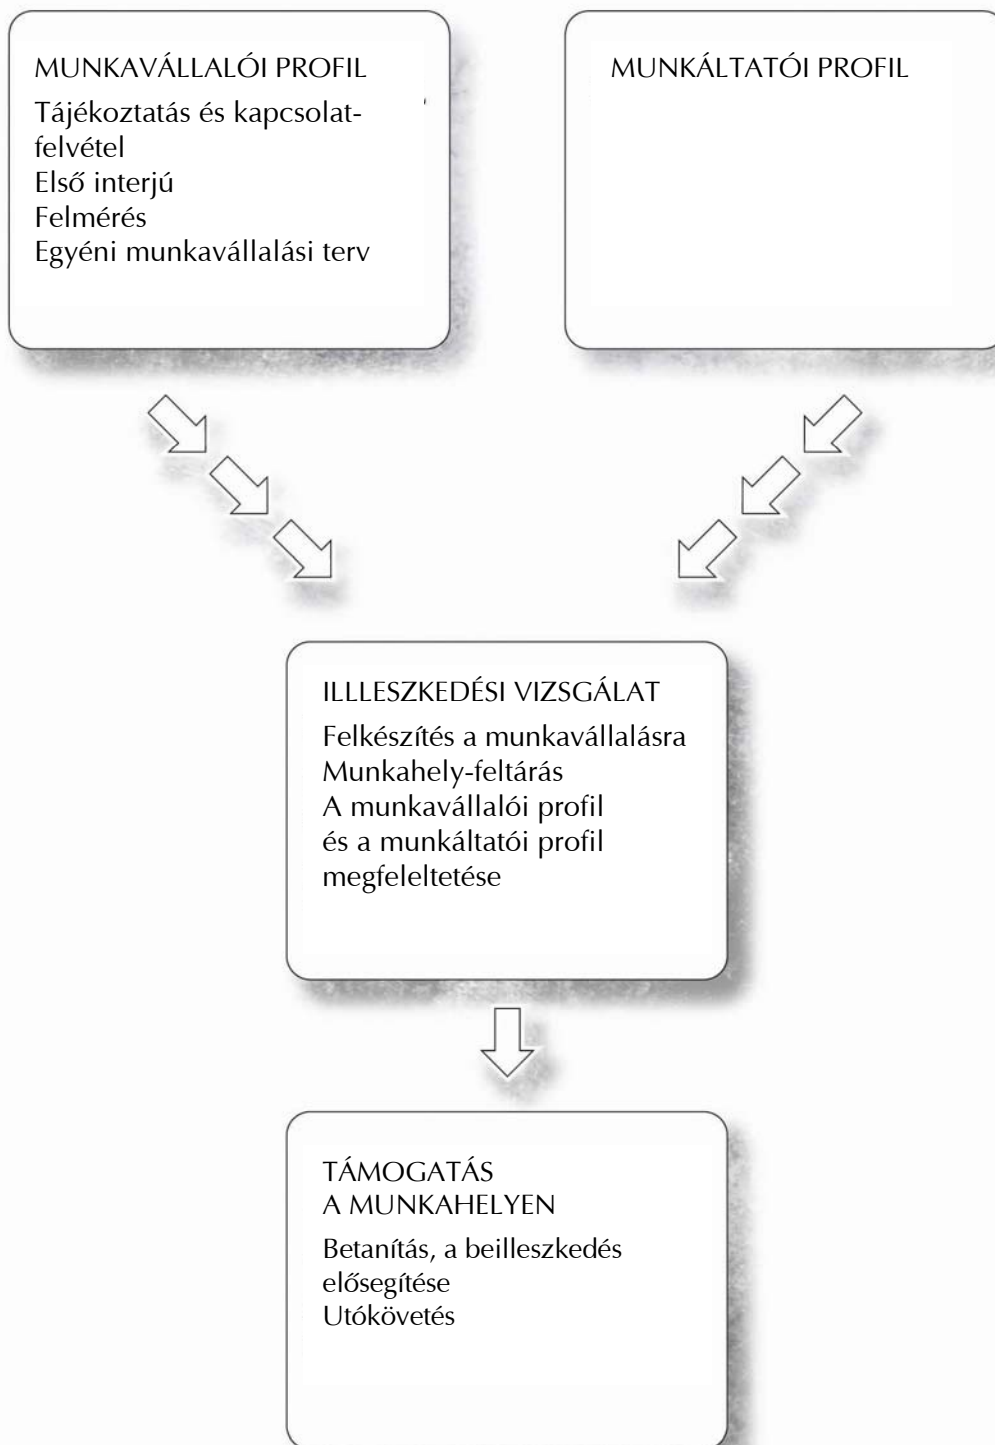 MUNKAVÁLLALÓI PROFIL
Tájékoztatás és kapcsolat-
felvétel
Első interjú
Felmérés
Egyéni munkavállalási terv
MUNKÁLTATÓI PROFIL
ILLLESZKEDÉSI VIZSGÁLAT
Felkészítés a munkavállalásra
Munkahely-feltárás
A munkavállalói profil
és a munkáltatói profil
megfeleltetése
TÁMOGATÁS
A MUNKAHELYEN
Betanítás, a beilleszkedés
elősegítése
Utókövetés